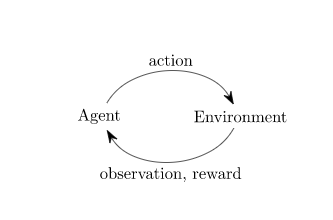 action
Agent
Environment
observation, reward